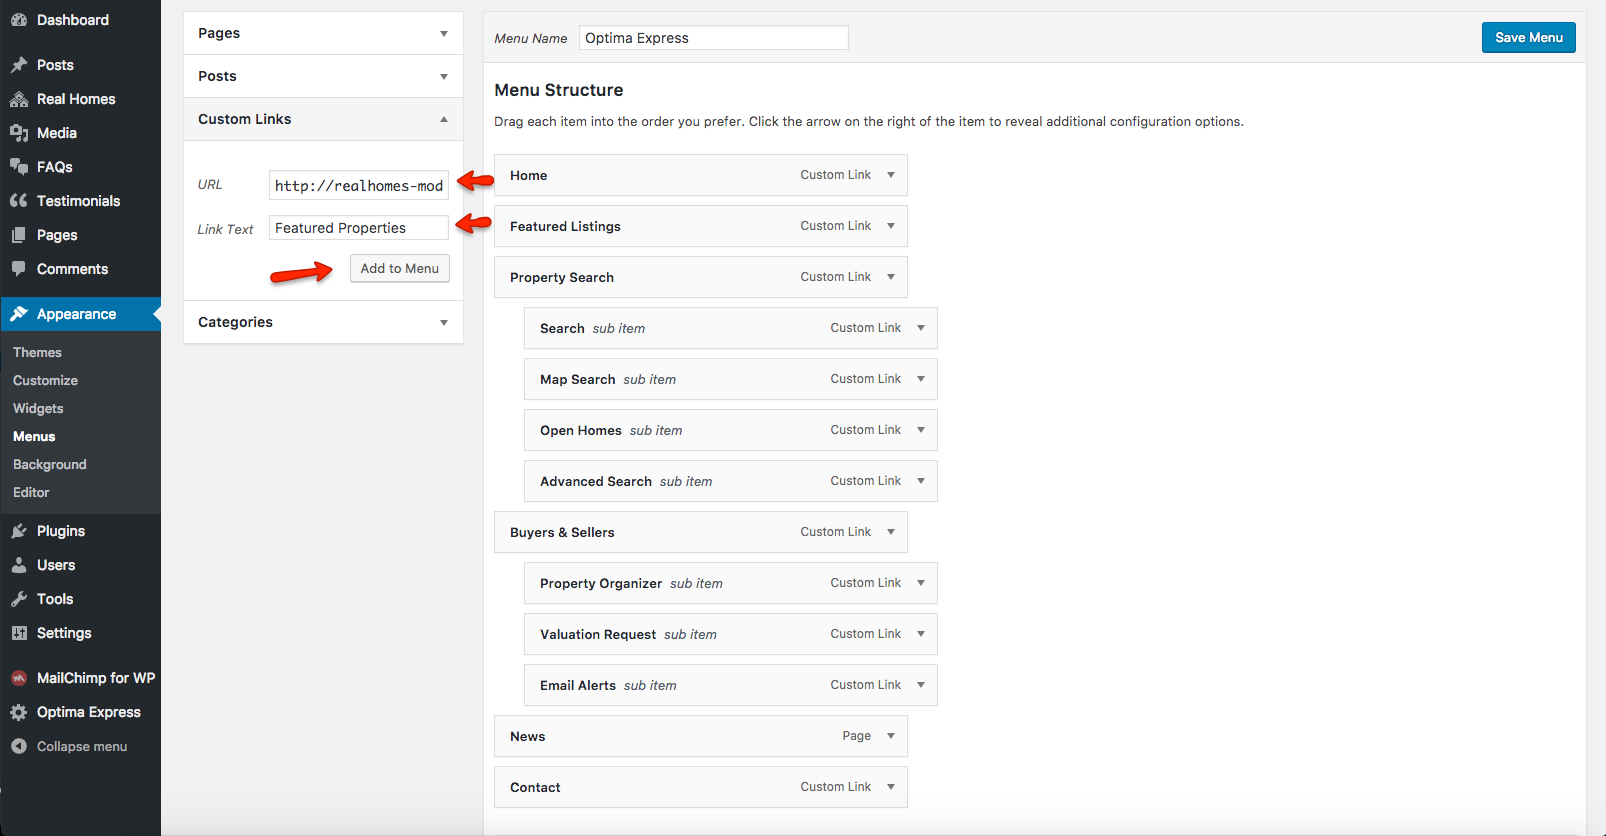 Dashboard
Posts
Real Homes
Media
FAQs
Testimonials
Pages
Comments
Appearance
Themes
Customize
Widgets
Menus
Background
Editor
Plugins
Users
Tools
Settings
MailChimp for WP
Optima Express
Collapse menu
Pages
Posts
Custom Links
URL http://realhomes-mod
Link Text Featured Properties
Add to Menu
Categories
Menu Name Optima Express Save Menu
Menu Structure
Drag each item into the order you prefer. Click the arrow on the right of the item to reveal additional configuration options.
Home Custom Link
Featured Listings Custom Link
Property Search Custom Link
Search sub item Custom Link
Map Search sub item Custom Link
Open Homes sub item Custom Link
Advanced Search sub item Custom Link
Buyers & Sellers Custom Link
Property Organizer sub item Custom Link
Valuation Request sub item Custom Link
Email Alerts sub item Custom Link
News Page
Contact Custom Link